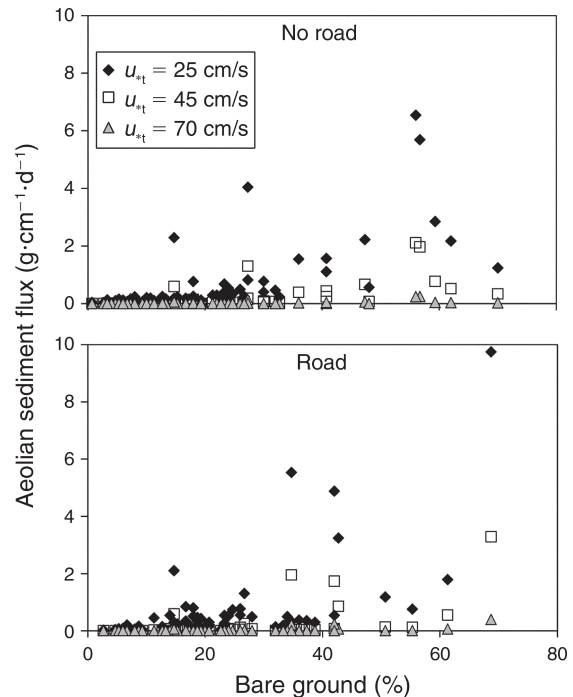 10
No road
◆ u*t = 25 cm/s
□ u*t = 45 cm/s
▲ u*t = 70 cm/s
8
6
4
2
0
Aeolian sediment flux (g·cm−1·d−1)
10
Road
8
6
4
2
0
0 20 40 60 80
Bare ground (%)